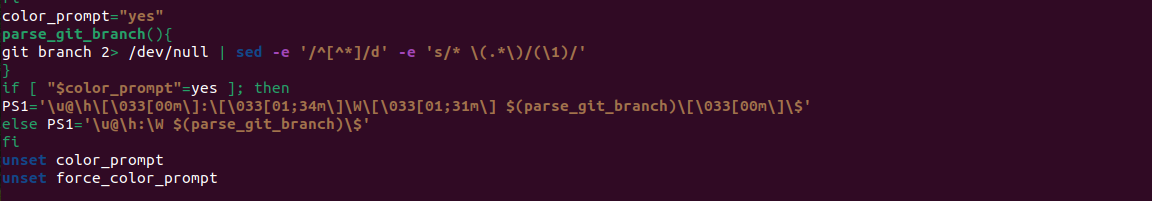 color_prompt="yes"
parse_git_branch(){
git branch 2> /dev/null | sed -e '/^[^*]/d' -e 's/* \(.*\)/(\1)/'
}
if [ "$color_prompt"=yes ]; then
PS1='\u@\h\[\033[00m\]:\[\033[01;34m\]\W\[\033[01;31m\] $(parse_git_branch)\[\033[00m\]\$'
else PS1='\u@\h:\W $(parse_git_branch)\$'
fi
unset color_prompt
unset force_color_prompt